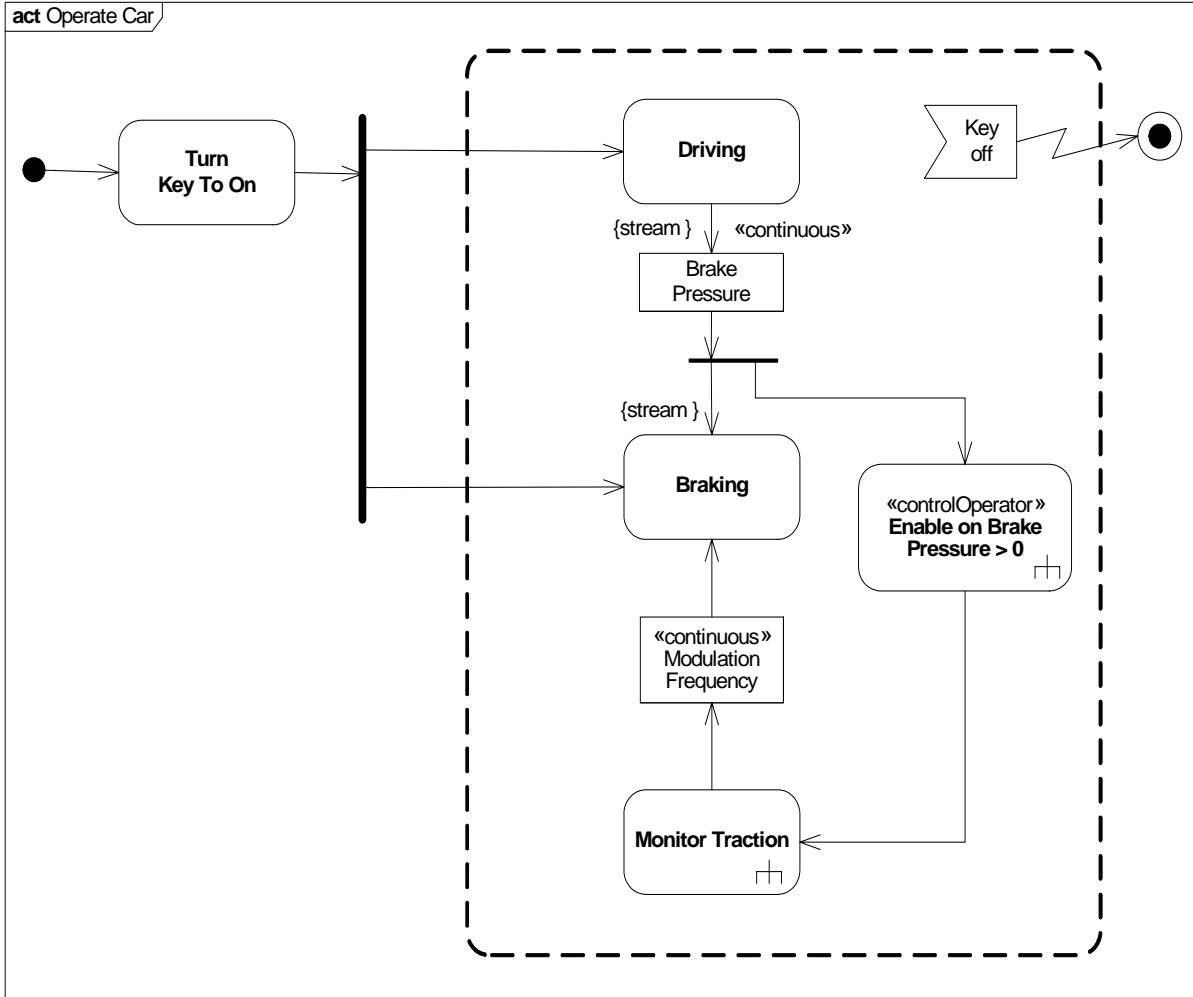 act Operate Car
Turn
Key To On
Driving
Key
off
{stream }
«continuous»
Brake
Pressure
{stream }
Braking
«controlOperator»
Enable on Brake
Pressure > 0
«continuous»
Modulation
Frequency
Monitor Traction